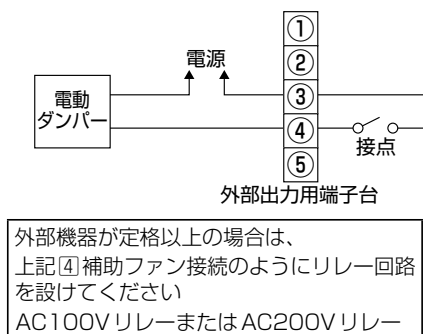 ①
電源
②
電動
ダンパー
③
④
接点
⑤
外部出力用端子台
外部機器が定格以上の場合は、
上記4補助ファン接続のようにリレー回路
を設けてください
AC100VリレーまたはAC200Vリレー